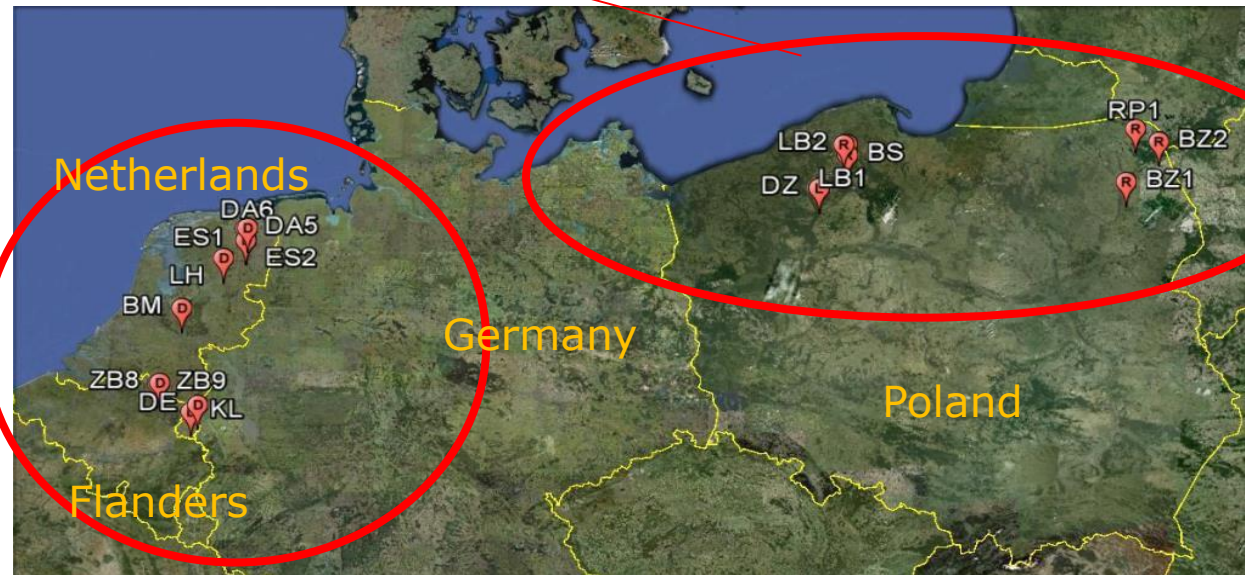 Netherlands
DA6
DA5
ES1
ES2
LH
BM
ZB8 ZB9
DE KL
Flanders
Germany
Poland
LB2 BS
LB1
DZ
RP1
BZ2
BZ1
D
D
D
D
D
L
R
L
R
R
R